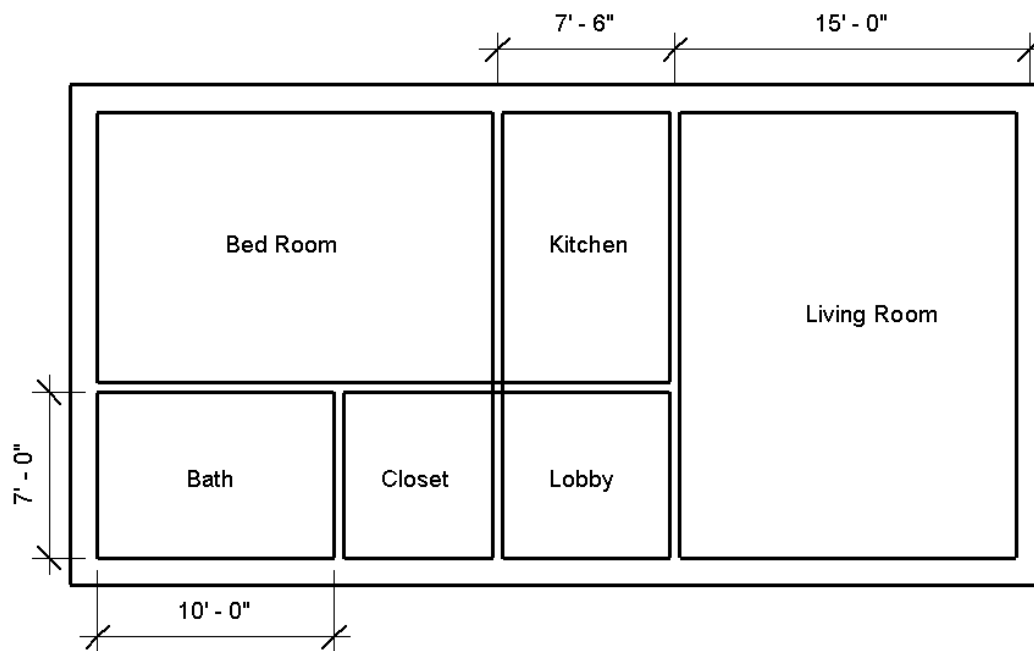 7' - 6"
15' - 0"
Bed Room
Kitchen
Living Room
7' - 0"
Bath
Closet
Lobby
10' - 0"